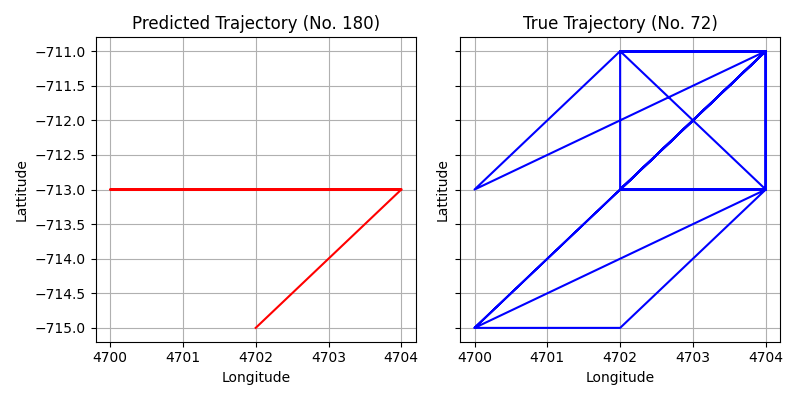 Predicted Trajectory (No. 180)
True Trajectory (No. 72)
−711.0
−711.5
−712.0
−712.5
−713.0
−713.5
−714.0
−714.5
−715.0
Lattitude
Lattitude
4700 4701 4702 4703 4704
4700 4701 4702 4703 4704
Longitude
Longitude